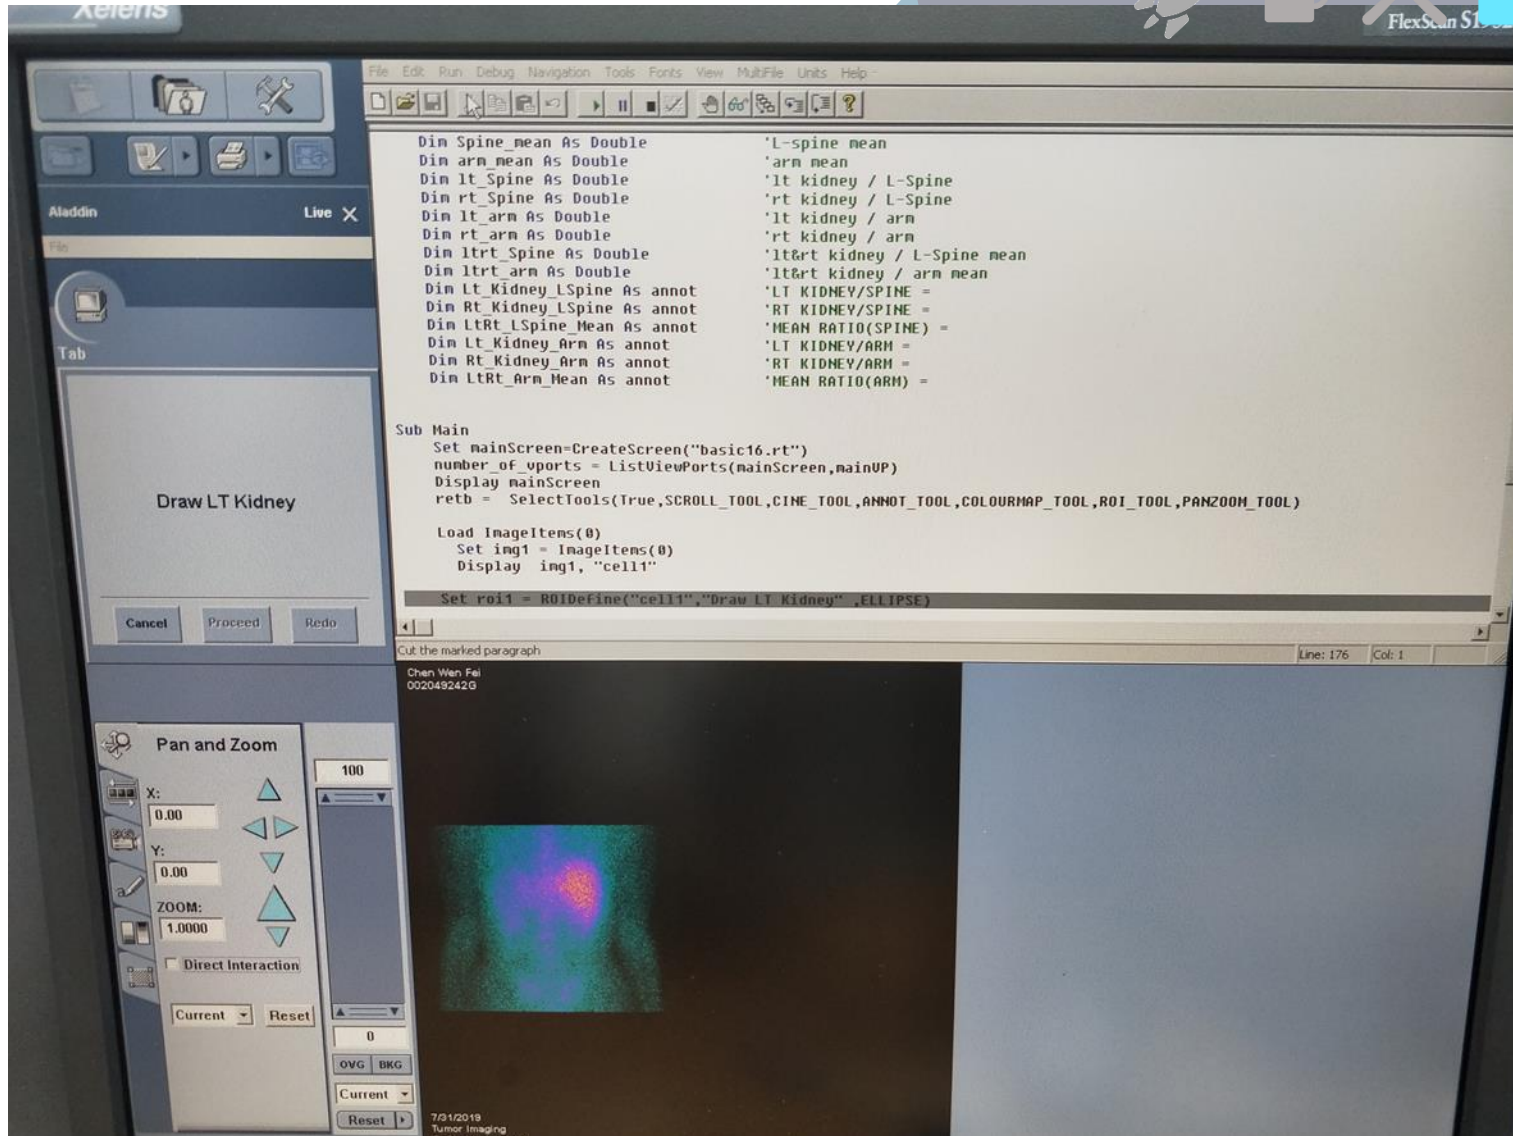 Xeleris
FlexScan
File Edit Run Debug Navigation Tools Fonts View MultiFile Units Help
Dim Spine_mean As Double 'L-spine mean
Dim arm_mean As Double 'arm mean
Dim lt_Spine As Double 'lt kidney / L-Spine
Dim rt_Spine As Double 'rt kidney / L-Spine
Dim lt_arm As Double 'lt kidney / arm
Dim rt_arm As Double 'rt kidney / arm
Dim ltrt_Spine As Double 'lt&rt kidney / L-Spine mean
Dim ltrt_arm As Double 'lt&rt kidney / arm mean
Dim Lt_Kidney_LSpine As annot 'LT KIDNEY/SPINE =
Dim Rt_Kidney_LSpine As annot 'RT KIDNEY/SPINE =
Dim LtRt_LSpine_Mean As annot 'MEAN RATIO(SPINE) =
Dim Lt_Kidney_Arm As annot 'LT KIDNEY/ARM =
Dim Rt_Kidney_Arm As annot 'RT KIDNEY/ARM =
Dim LtRt_Arm_Mean As annot 'MEAN RATIO(ARM) =
Sub Main
Set mainScreen=CreateScreen("basic16.rt")
number_of_vports = ListViewPorts(mainScreen,mainVP)
Display mainScreen
retb = SelectTools(True,SCROLL_TOOL,CINE_TOOL,ANNOT_TOOL,COLOURMAP_TOOL,ROI_TOOL,PANZOOM_TOOL)
Load ImageItems(0)
Set img1 = ImageItems(0)
Display img1, "cell1"
Set roi1 = ROIDefine("cell1","Draw LT Kidney" ,ELLIPSE)
Cut the marked paragraph
Line: 176 Col: 1
Aladdin Live X
File
Tab
Draw LT Kidney
Cancel Proceed Redo
Pan and Zoom
X:
0.00
Y:
0.00
ZOOM:
1.0000
Direct Interaction
Current Reset
100
0
OVG BKG
Current
Reset
Chen Wen Fei
002049242G
7/31/2019
Tumor Imaging